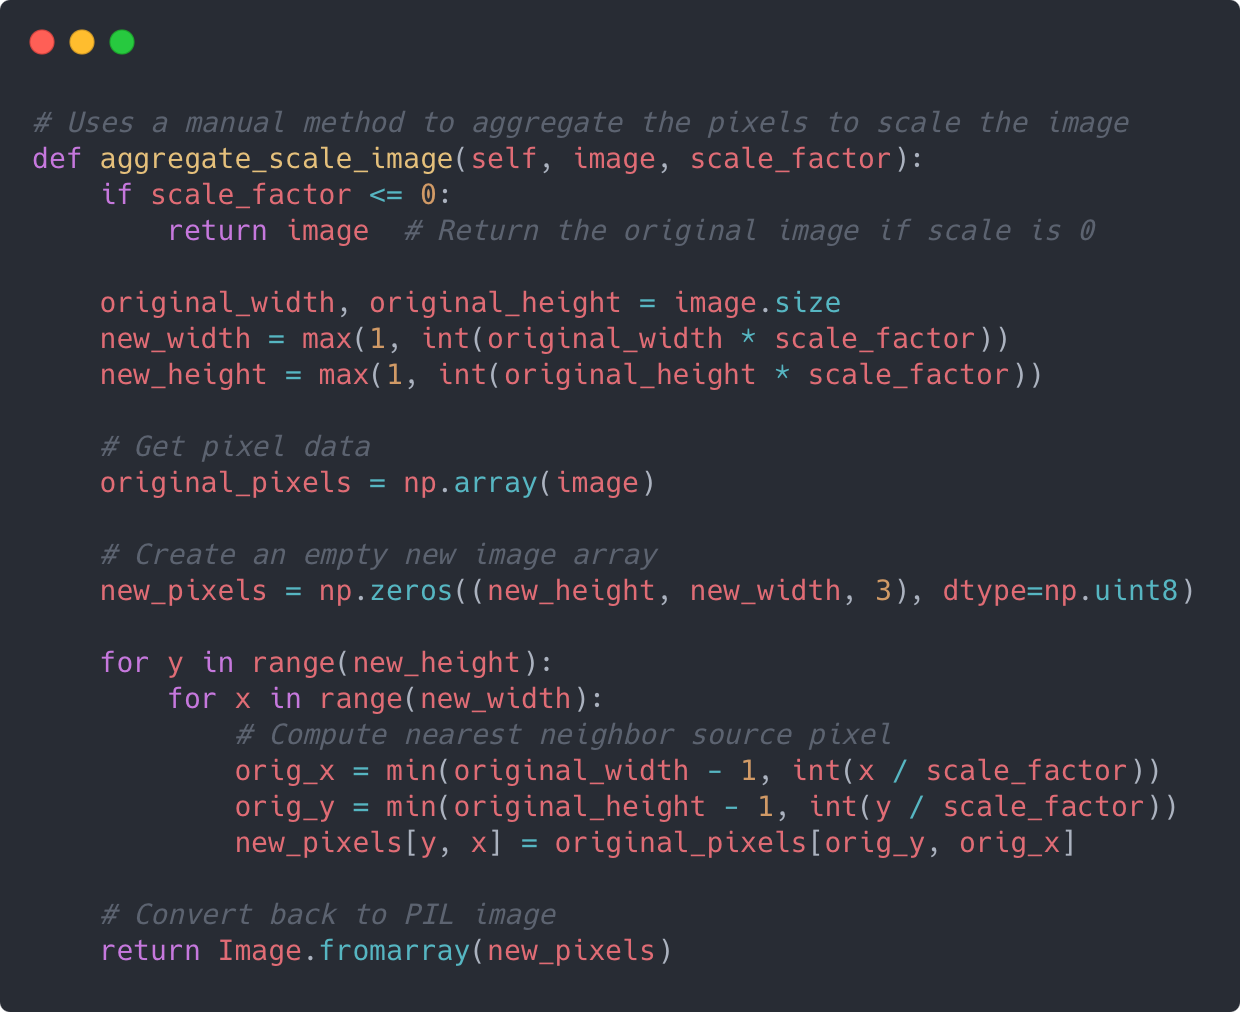 # Uses a manual method to aggregate the pixels to scale the image
def aggregate_scale_image(self, image, scale_factor):
    if scale_factor <= 0:
        return image  # Return the original image if scale is 0

    original_width, original_height = image.size
    new_width = max(1, int(original_width * scale_factor))
    new_height = max(1, int(original_height * scale_factor))

    # Get pixel data
    original_pixels = np.array(image)

    # Create an empty new image array
    new_pixels = np.zeros((new_height, new_width, 3), dtype=np.uint8)

    for y in range(new_height):
        for x in range(new_width):
            # Compute nearest neighbor source pixel
            orig_x = min(original_width - 1, int(x / scale_factor))
            orig_y = min(original_height - 1, int(y / scale_factor))
            new_pixels[y, x] = original_pixels[orig_y, orig_x]

    # Convert back to PIL image
    return Image.fromarray(new_pixels)